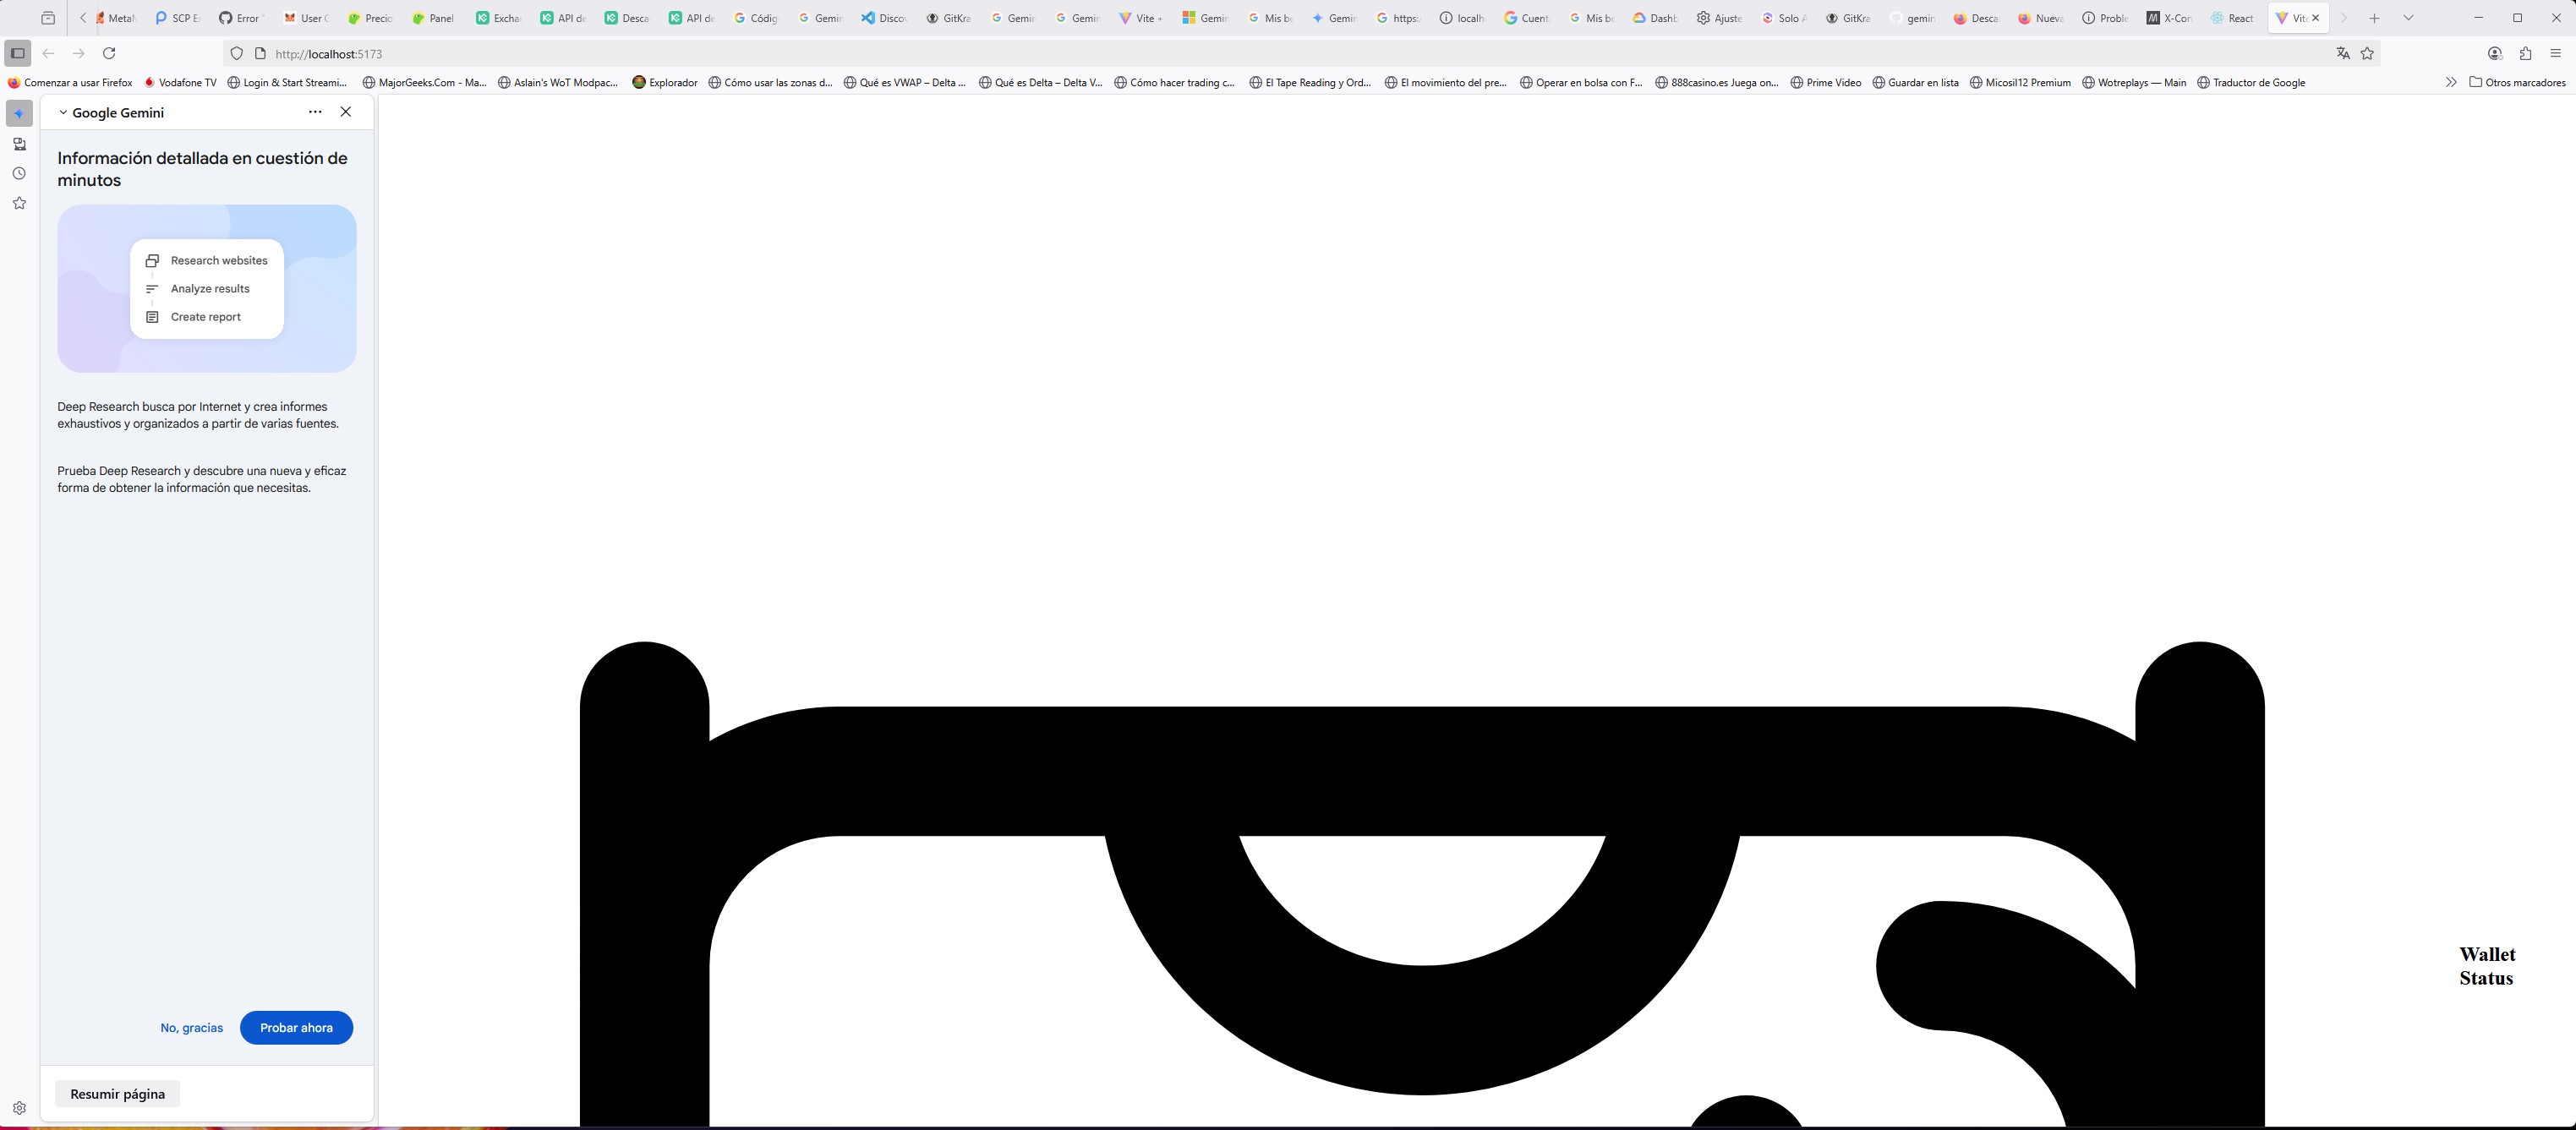 MetaM
SCP E
Error
User C
Precio
Panel
Excha
API de
Desca
API de
Códig
Gemin
Discov
GitKra
Gemin
Gemin
Vite +
Gemin
Mis be
Gemin
https:
localh
Cuent
Mis be
Dashb
Ajuste
Solo A
GitKra
gemin
Desca
Nueva
Proble
X-Con
React
Vite
http://localhost:5173
Comenzar a usar Firefox
Vodafone TV
Login & Start Streami...
MajorGeeks.Com - Ma...
Aslain's WoT Modpac...
Explorador
Cómo usar las zonas d...
Qué es VWAP – Delta ...
Qué es Delta – Delta V...
Cómo hacer trading c...
El Tape Reading y Ord...
El movimiento del pre...
Operar en bolsa con F...
888casino.es Juega on...
Prime Video
Guardar en lista
Micosil12 Premium
Wotreplays — Main
Traductor de Google
Otros marcadores
Google Gemini
Información detallada en cuestión de
minutos
Research websites
Analyze results
Create report
Deep Research busca por Internet y crea informes
exhaustivos y organizados a partir de varias fuentes.
Prueba Deep Research y descubre una nueva y eficaz
forma de obtener la información que necesitas.
No, gracias
Probar ahora
Resumir página
Wallet
Status